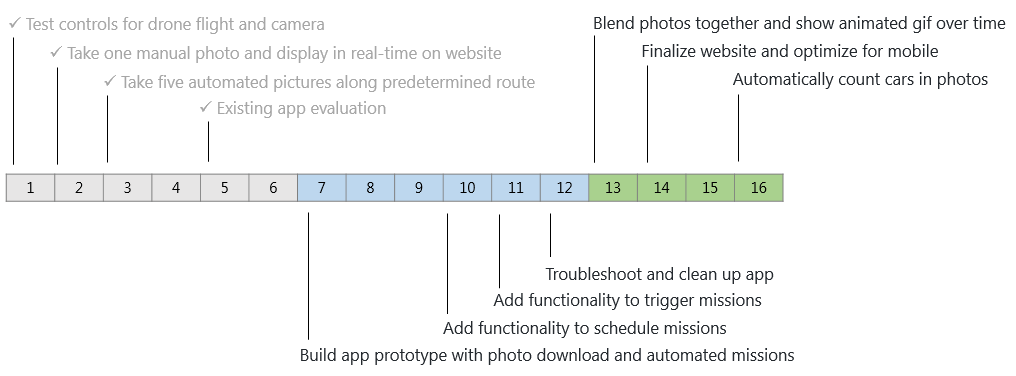 ✓ Test controls for drone flight and camera
Blend photos together and show animated gif over time
✓ Take one manual photo and display in real-time on website
Finalize website and optimize for mobile
✓ Take five automated pictures along predetermined route
Automatically count cars in photos
✓ Existing app evaluation
1 2 3 4 5 6 7 8 9 10 11 12 13 14 15 16
Troubleshoot and clean up app
Add functionality to trigger missions
Add functionality to schedule missions
Build app prototype with photo download and automated missions